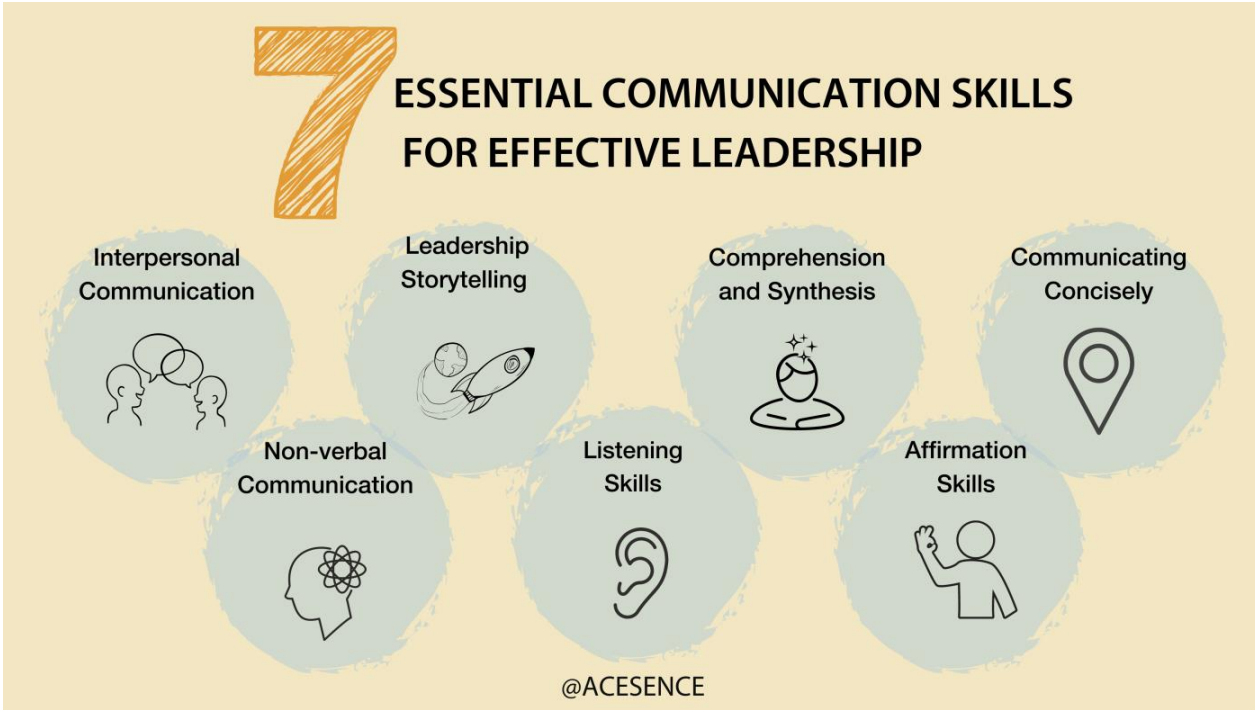 7
ESSENTIAL COMMUNICATION SKILLS
FOR EFFECTIVE LEADERSHIP
Interpersonal
Communication
Leadership
Storytelling
Comprehension
and Synthesis
Communicating
Concisely
Non-verbal
Communication
Listening
Skills
Affirmation
Skills
@ACESENCE